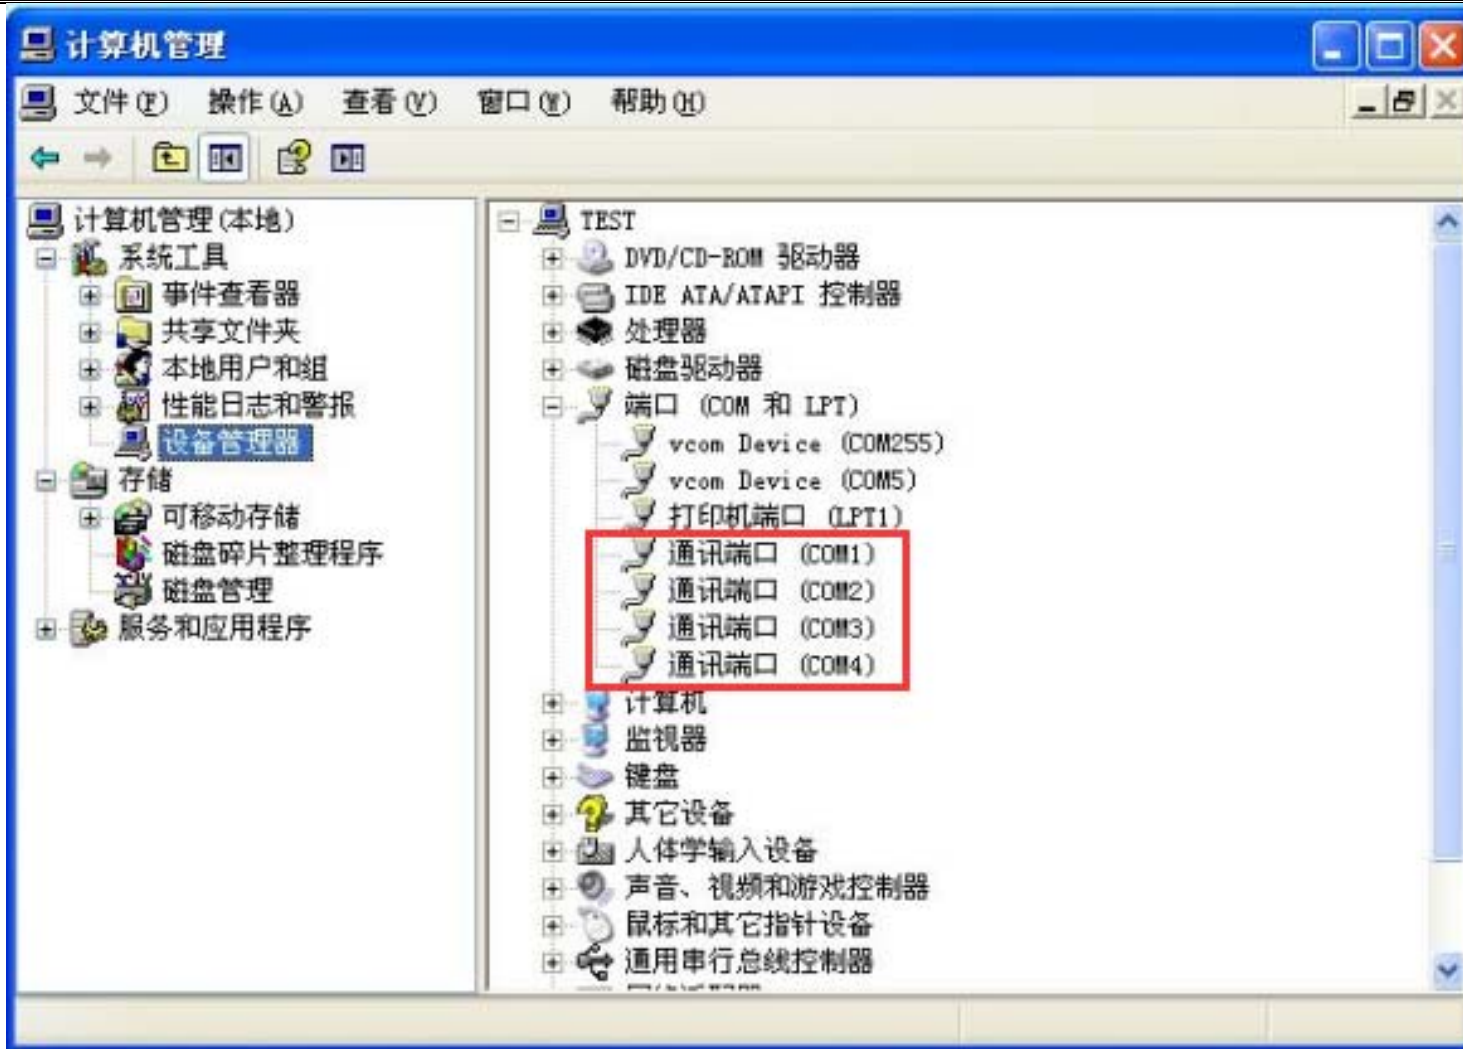 计算机管理
文件(F) 操作(A) 查看(V) 窗口(W) 帮助(H)
计算机管理(本地)
系统工具
事件查看器
共享文件夹
本地用户和组
性能日志和警报
设备管理器
存储
可移动存储
磁盘碎片整理程序
磁盘管理
服务和应用程序
TEST
DVD/CD-ROM 驱动器
IDE ATA/ATAPI 控制器
处理器
磁盘驱动器
端口 (COM 和 LPT)
vcom Device (COM255)
vcom Device (COM5)
打印机端口 (LPT1)
通讯端口 (COM1)
通讯端口 (COM2)
通讯端口 (COM3)
通讯端口 (COM4)
计算机
监视器
键盘
其它设备
人体学输入设备
声音、视频和游戏控制器
鼠标和其它指针设备
通用串行总线控制器